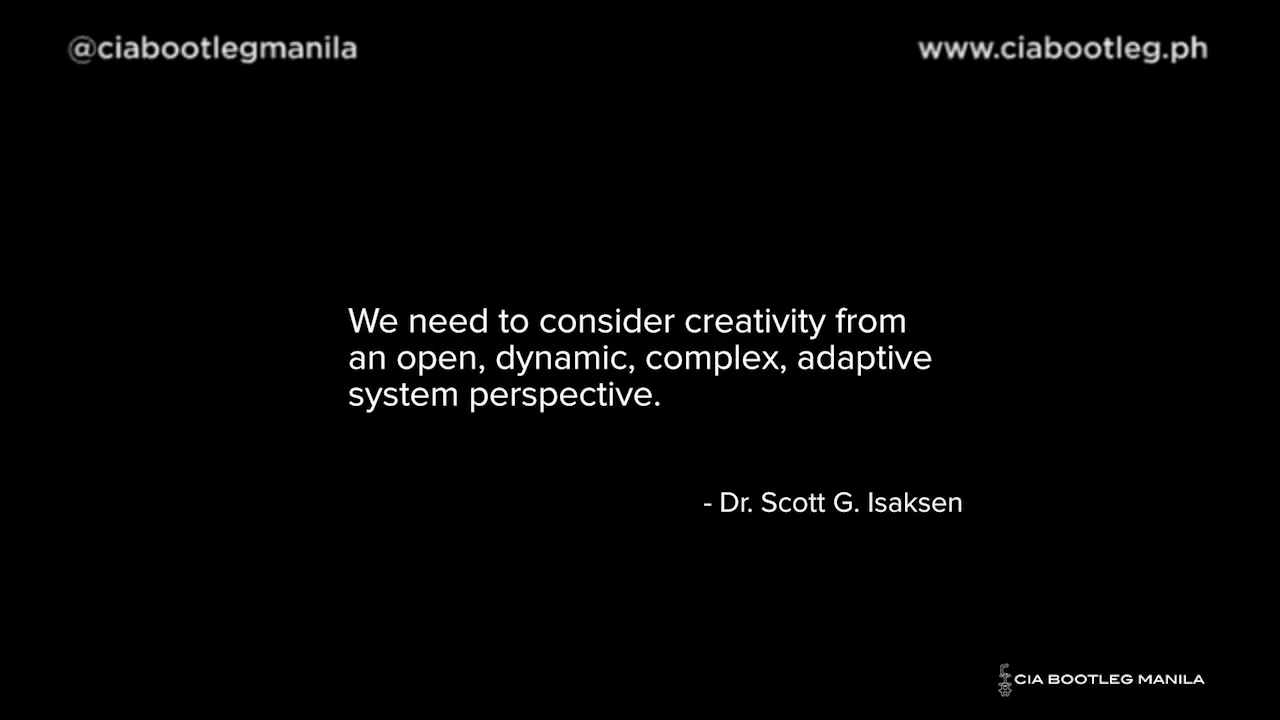 @ciabootlegmanila
www.ciabootleg.ph
We need to consider creativity from
an open, dynamic, complex, adaptive
system perspective.
- Dr. Scott G. Isaksen
CIA BOOTLEG MANILA